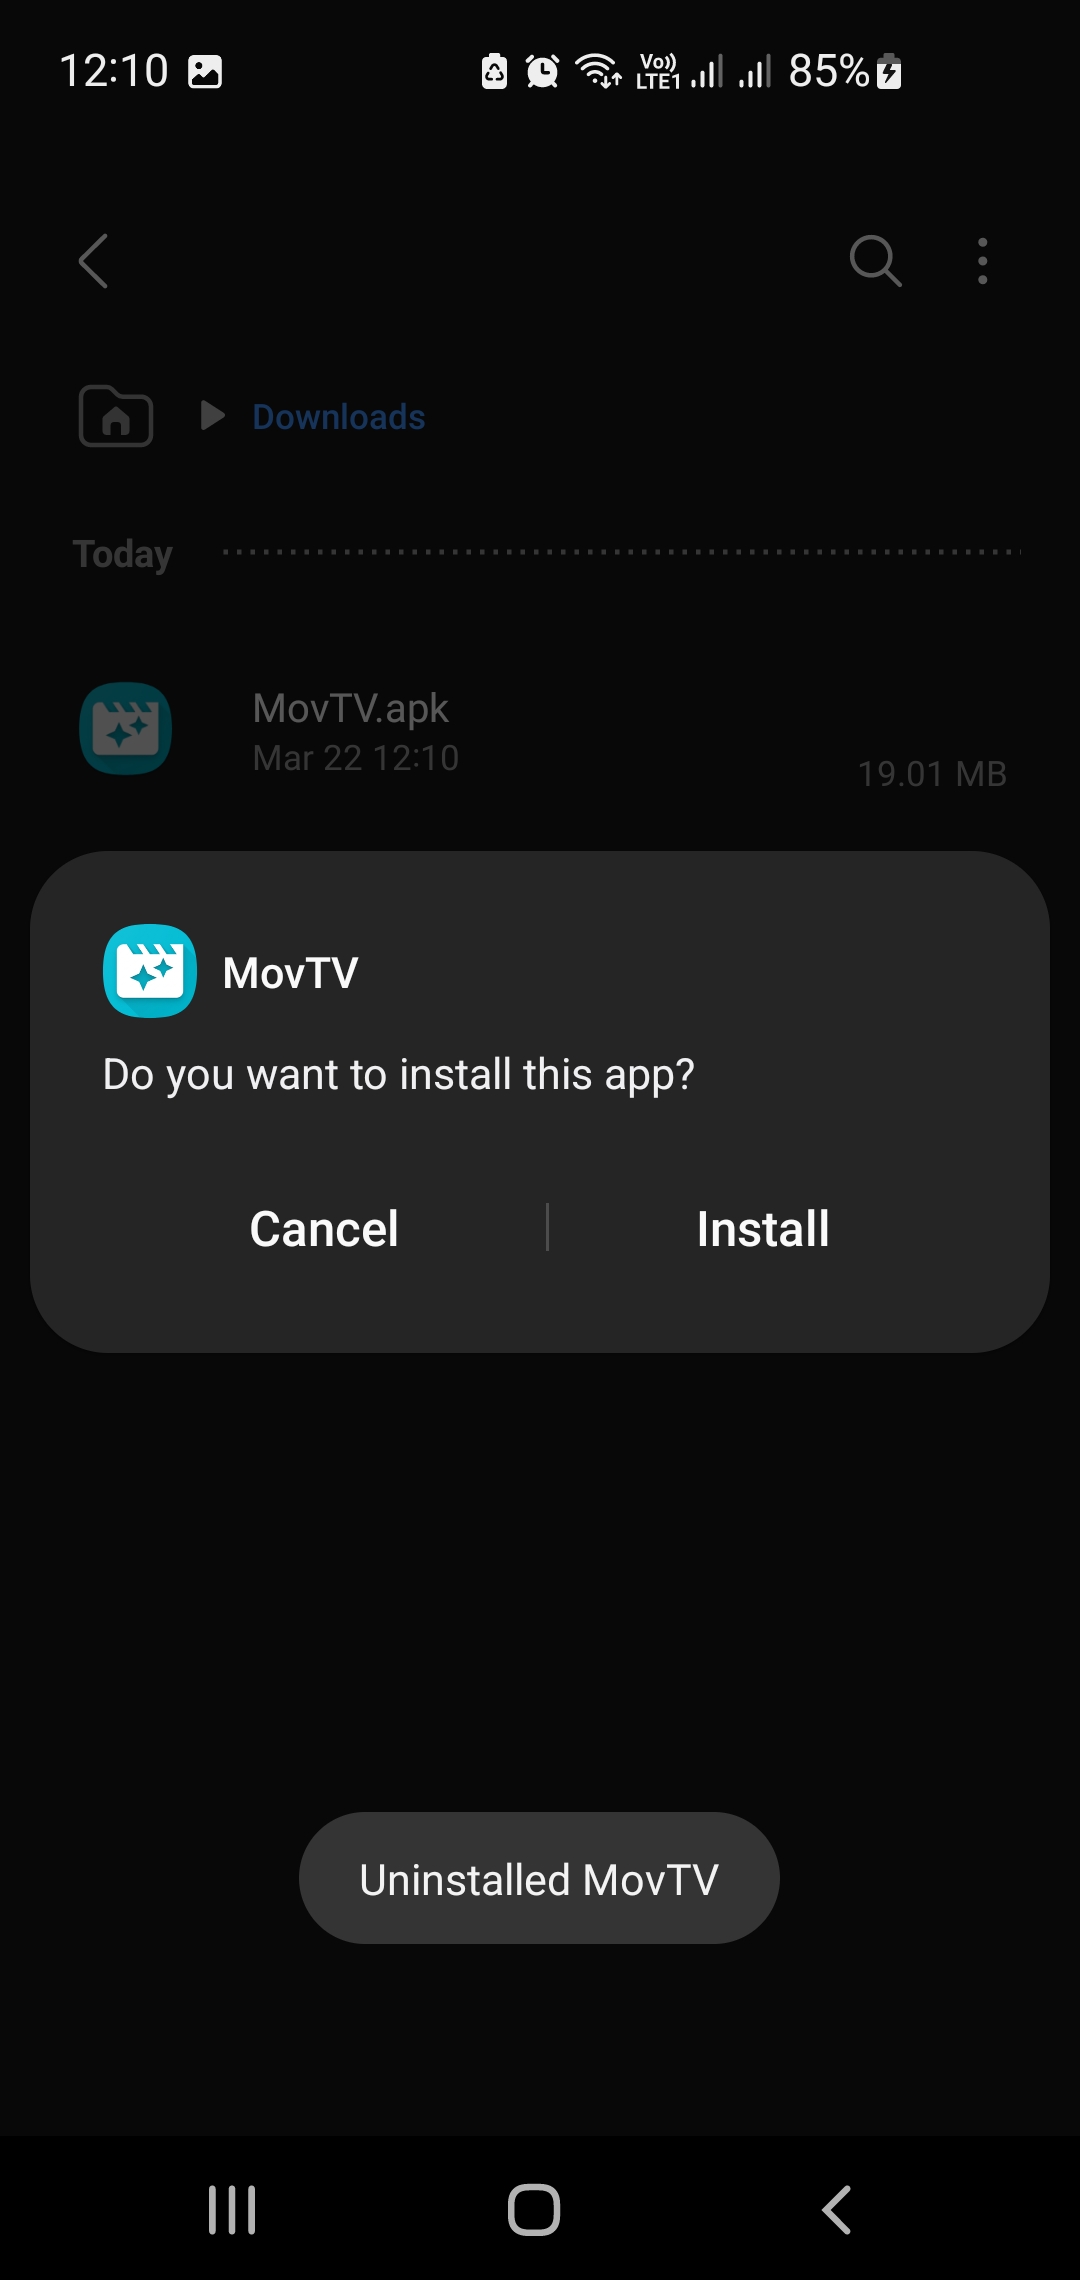 12:10 Vo)) LTE1 85%
Downloads
Today
MovTV.apk
Mar 22 12:10
19.01 MB
MovTV
Do you want to install this app?
Cancel Install
Uninstalled MovTV